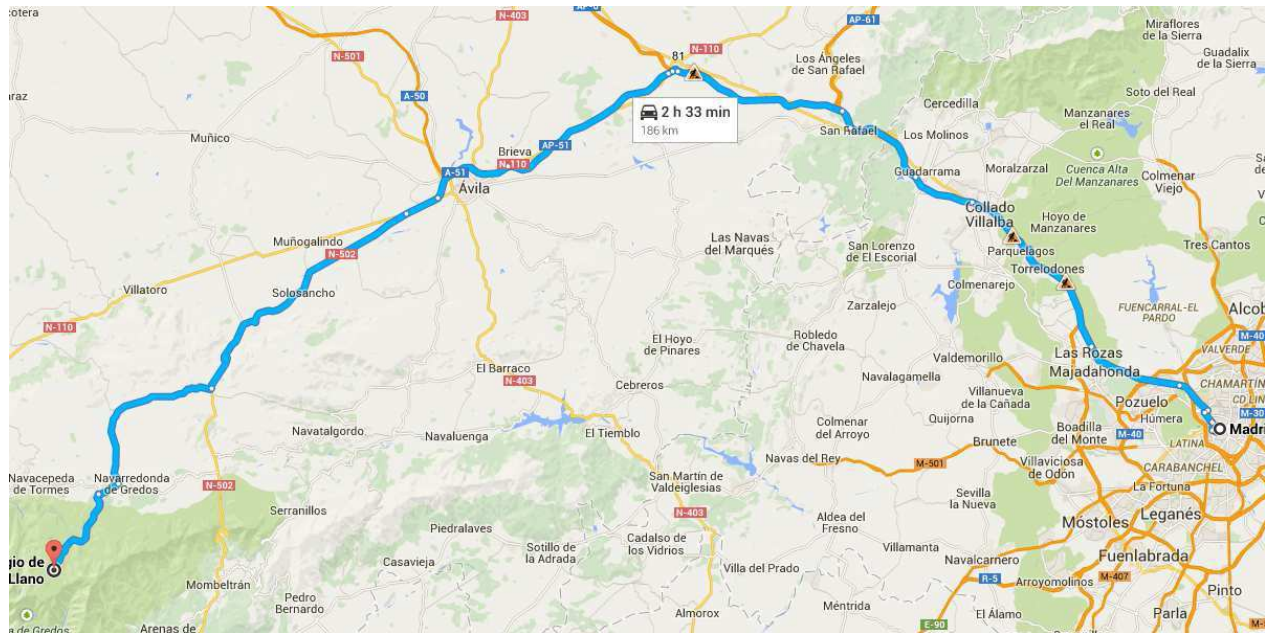 cotera
N-403
AP-6
AP-61
Miraflores
de la Sierra
N-501
81
N-110
Los Ángeles
de San Rafael
Guadalix
de la Sierra
A-50
araz
2 h 33 min
186 km
Cercedilla
Soto del Real
Manzanares
el Real
Muñico
San Rafael
Los Molinos
Brieva
AP-51
N-110
Cuenca Alta
Del Manzanares
Colmenar
Viejo
A-51
Ávila
Guadarrama
Moralzarzal
Collado
Villalba
Hoyo de
Manzanares
Muñogalindo
N-502
Las Navas
del Marqués
San Lorenzo
de El Escorial
Parquelagos
Tres Cantos
Torrelodones
Villatoro
Solosancho
Colmenarejo
Zarzalejo
FUENCARRAL-EL
PARDO
Alcob
N-110
El Hoyo
de Pinares
Robledo
de Chavela
M-40
Valdemorillo
Las Rozas
Majadahonda
VALVERDE
El Barraco
N-403
Cebreros
Navalagamella
Villanueva
de la Cañada
CHAMARTÍN
CD LIN
Pozuelo
Húmera
M-30
Navatalgordo
Navaluenga
El Tiemblo
Colmenar
del Arroyo
Quijorna
Boadilla
del Monte
M-40
Madri
Brunete
LATINA
Navas del Rey
M-501
Villaviciosa
de Odón
CARABANCHEL
Navacepeda
de Tormes
Navarredonda
de Gredos
N-502
San Martín de
Valdeiglesias
Sevilla
la Nueva
La Fortuna
Serranillos
Leganés
N-403
Aldea del
Fresno
Móstoles
Piedralaves
Sotillo de
la Adrada
Cadalso de
los Vidrios
Villamanta
gio de
Llano
Casavieja
Navalcarnero
Fuenlabrada
Villa del Prado
R-5
Arroyomolinos
M-407
Mombeltrán
Pedro
Bernardo
Pinto
Almorox
Méntrida
El Álamo
Parla
a de Gredos
Arenas de
E-90